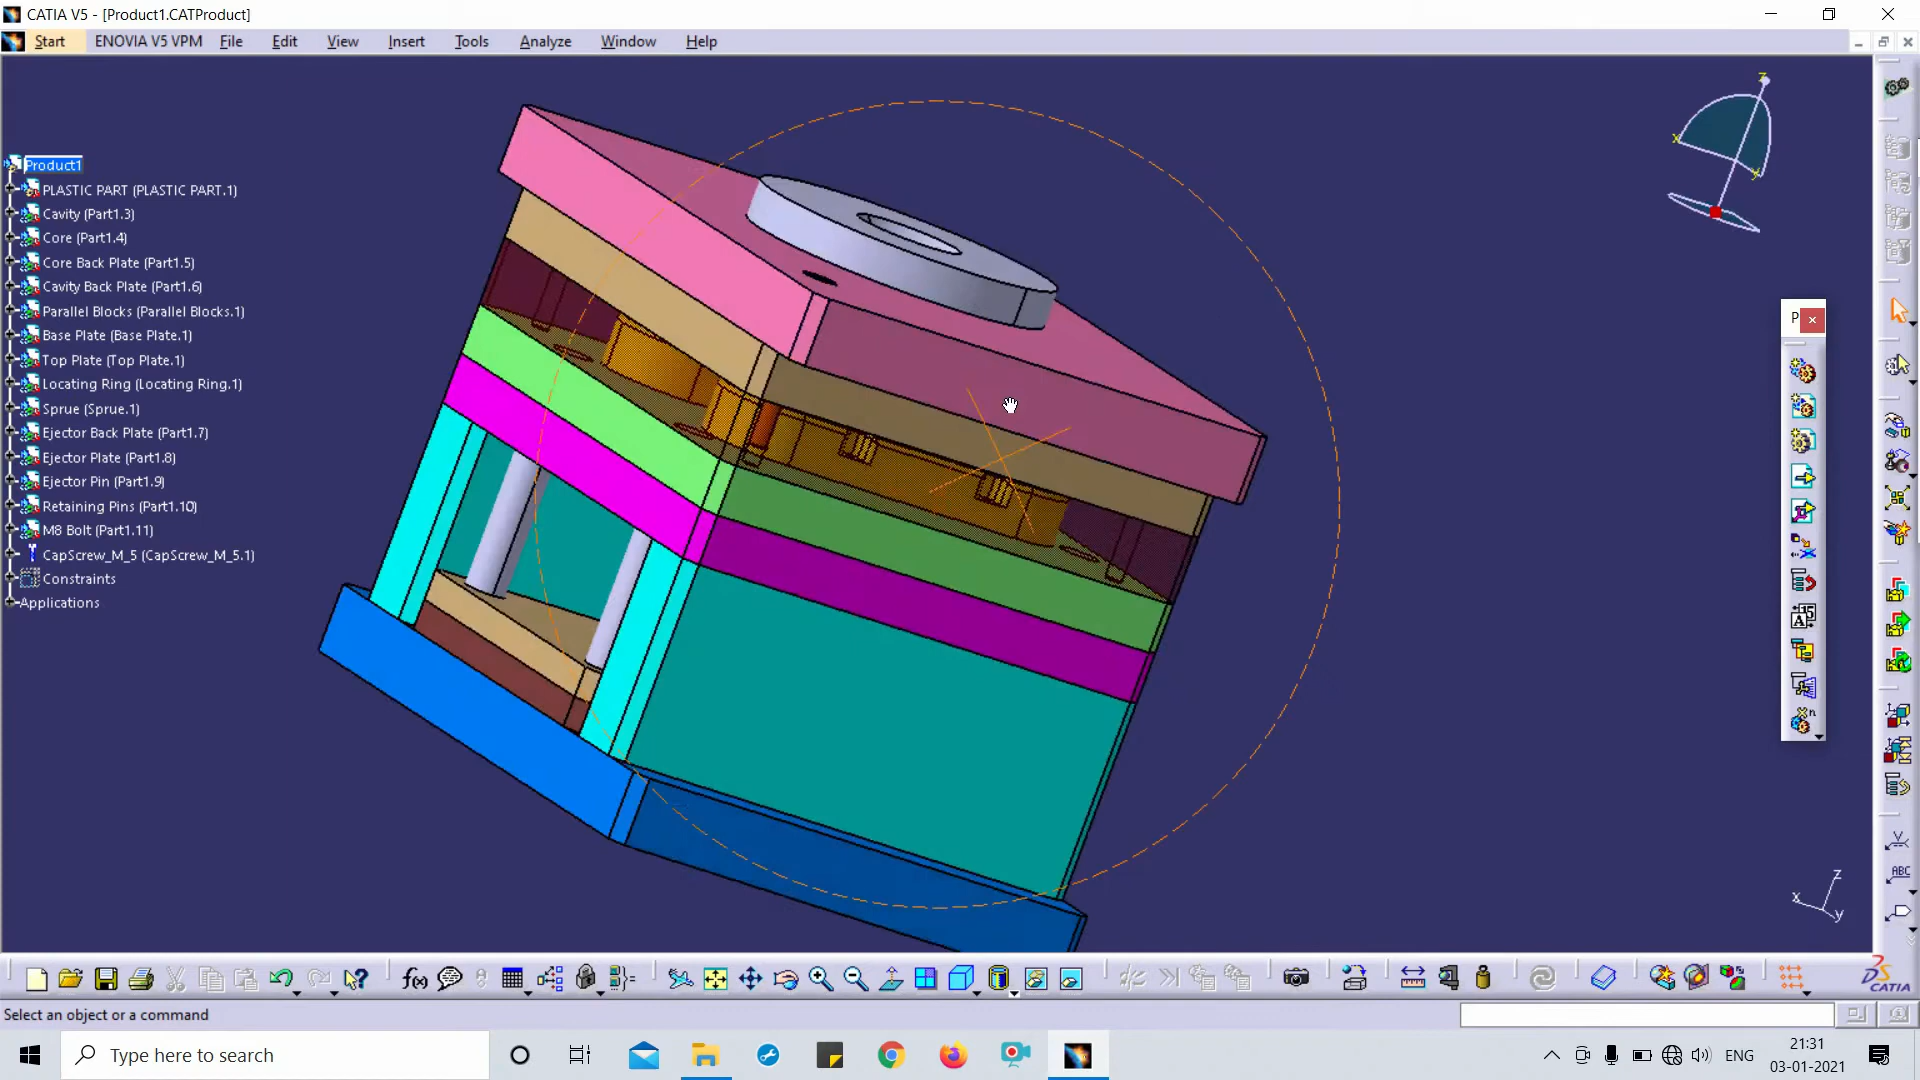 CATIA V5 - [Product1.CATProduct]
Start ENOVIA V5 VPM File Edit View Insert Tools Analyze Window Help
Product1
PLASTIC PART (PLASTIC PART.1)
Cavity (Part1.3)
Core (Part1.4)
Core Back Plate (Part1.5)
Cavity Back Plate (Part1.6)
Parallel Blocks (Parallel Blocks.1)
Base Plate (Base Plate.1)
Top Plate (Top Plate.1)
Locating Ring (Locating Ring.1)
Sprue (Sprue.1)
Ejector Back Plate (Part1.7)
Ejector Plate (Part1.8)
Ejector Pin (Part1.9)
Retaining Pins (Part1.10)
M8 Bolt (Part1.11)
CapScrew_M_5 (CapScrew_M_5.1)
Constraints
Applications
z
x
y
P
ABC
z
x
y
f(x)
CATIA
Select an object or a command
Type here to search
ENG
21:31
03-01-2021